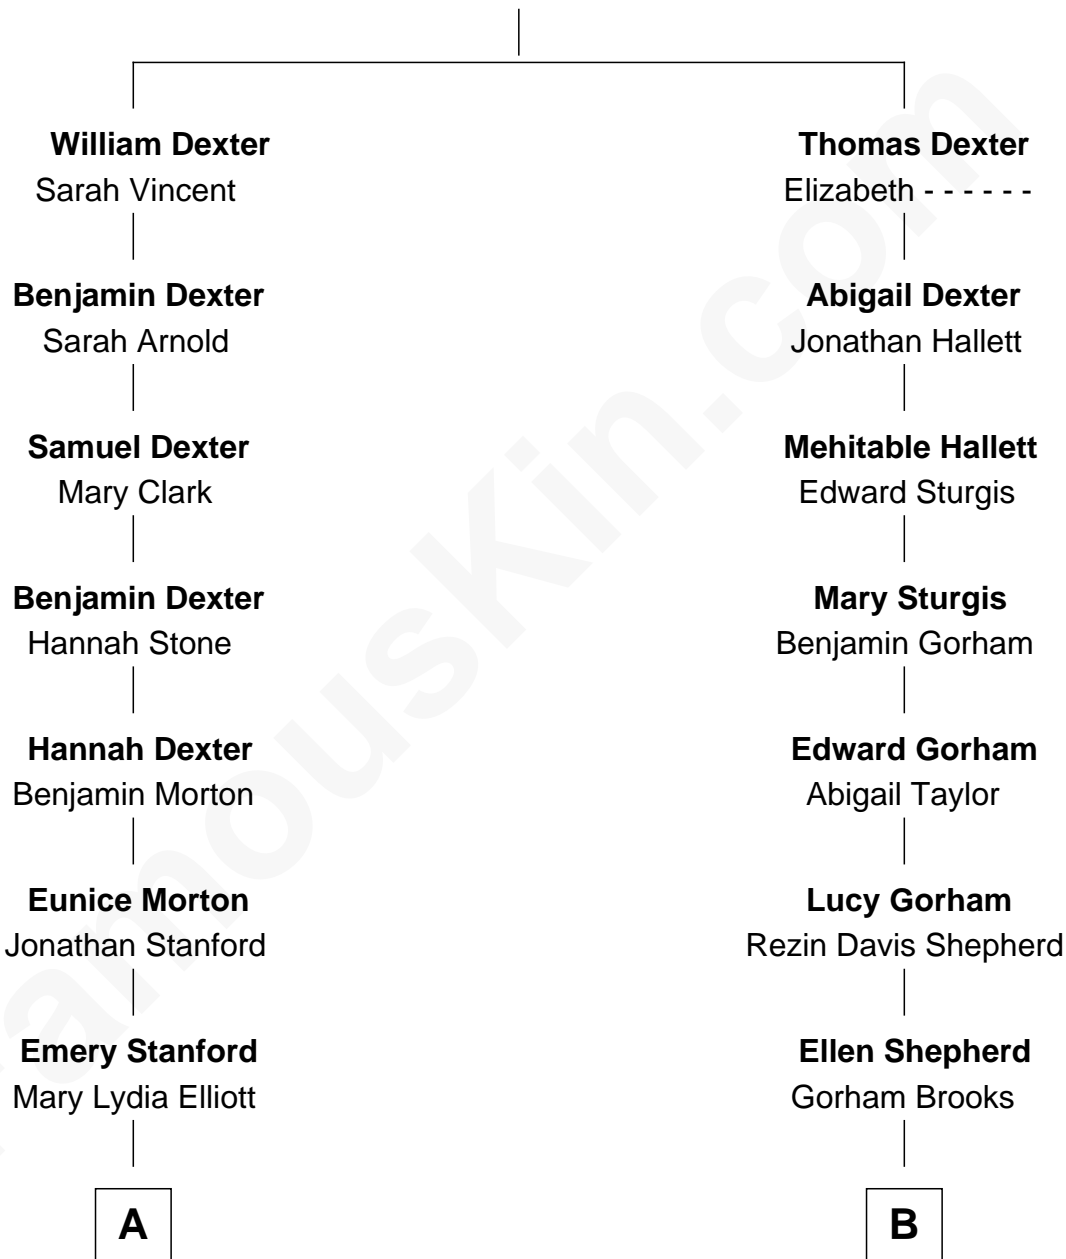 William Dexter
Sarah Vincent
Benjamin Dexter
Sarah Arnold
Samuel Dexter
Mary Clark
Benjamin Dexter
Hannah Stone
Hannah Dexter
Benjamin Morton
Eunice Morton
Jonathan Stanford
Emery Stanford
Mary Lydia Elliott
A
Thomas Dexter
Elizabeth - - - - - -
Abigail Dexter
Jonathan Hallett
Mehitable Hallett
Edward Sturgis
Mary Sturgis
Benjamin Gorham
Edward Gorham
Abigail Taylor
Lucy Gorham
Rezin Davis Shepherd
Ellen Shepherd
Gorham Brooks
B
FamousKin.com